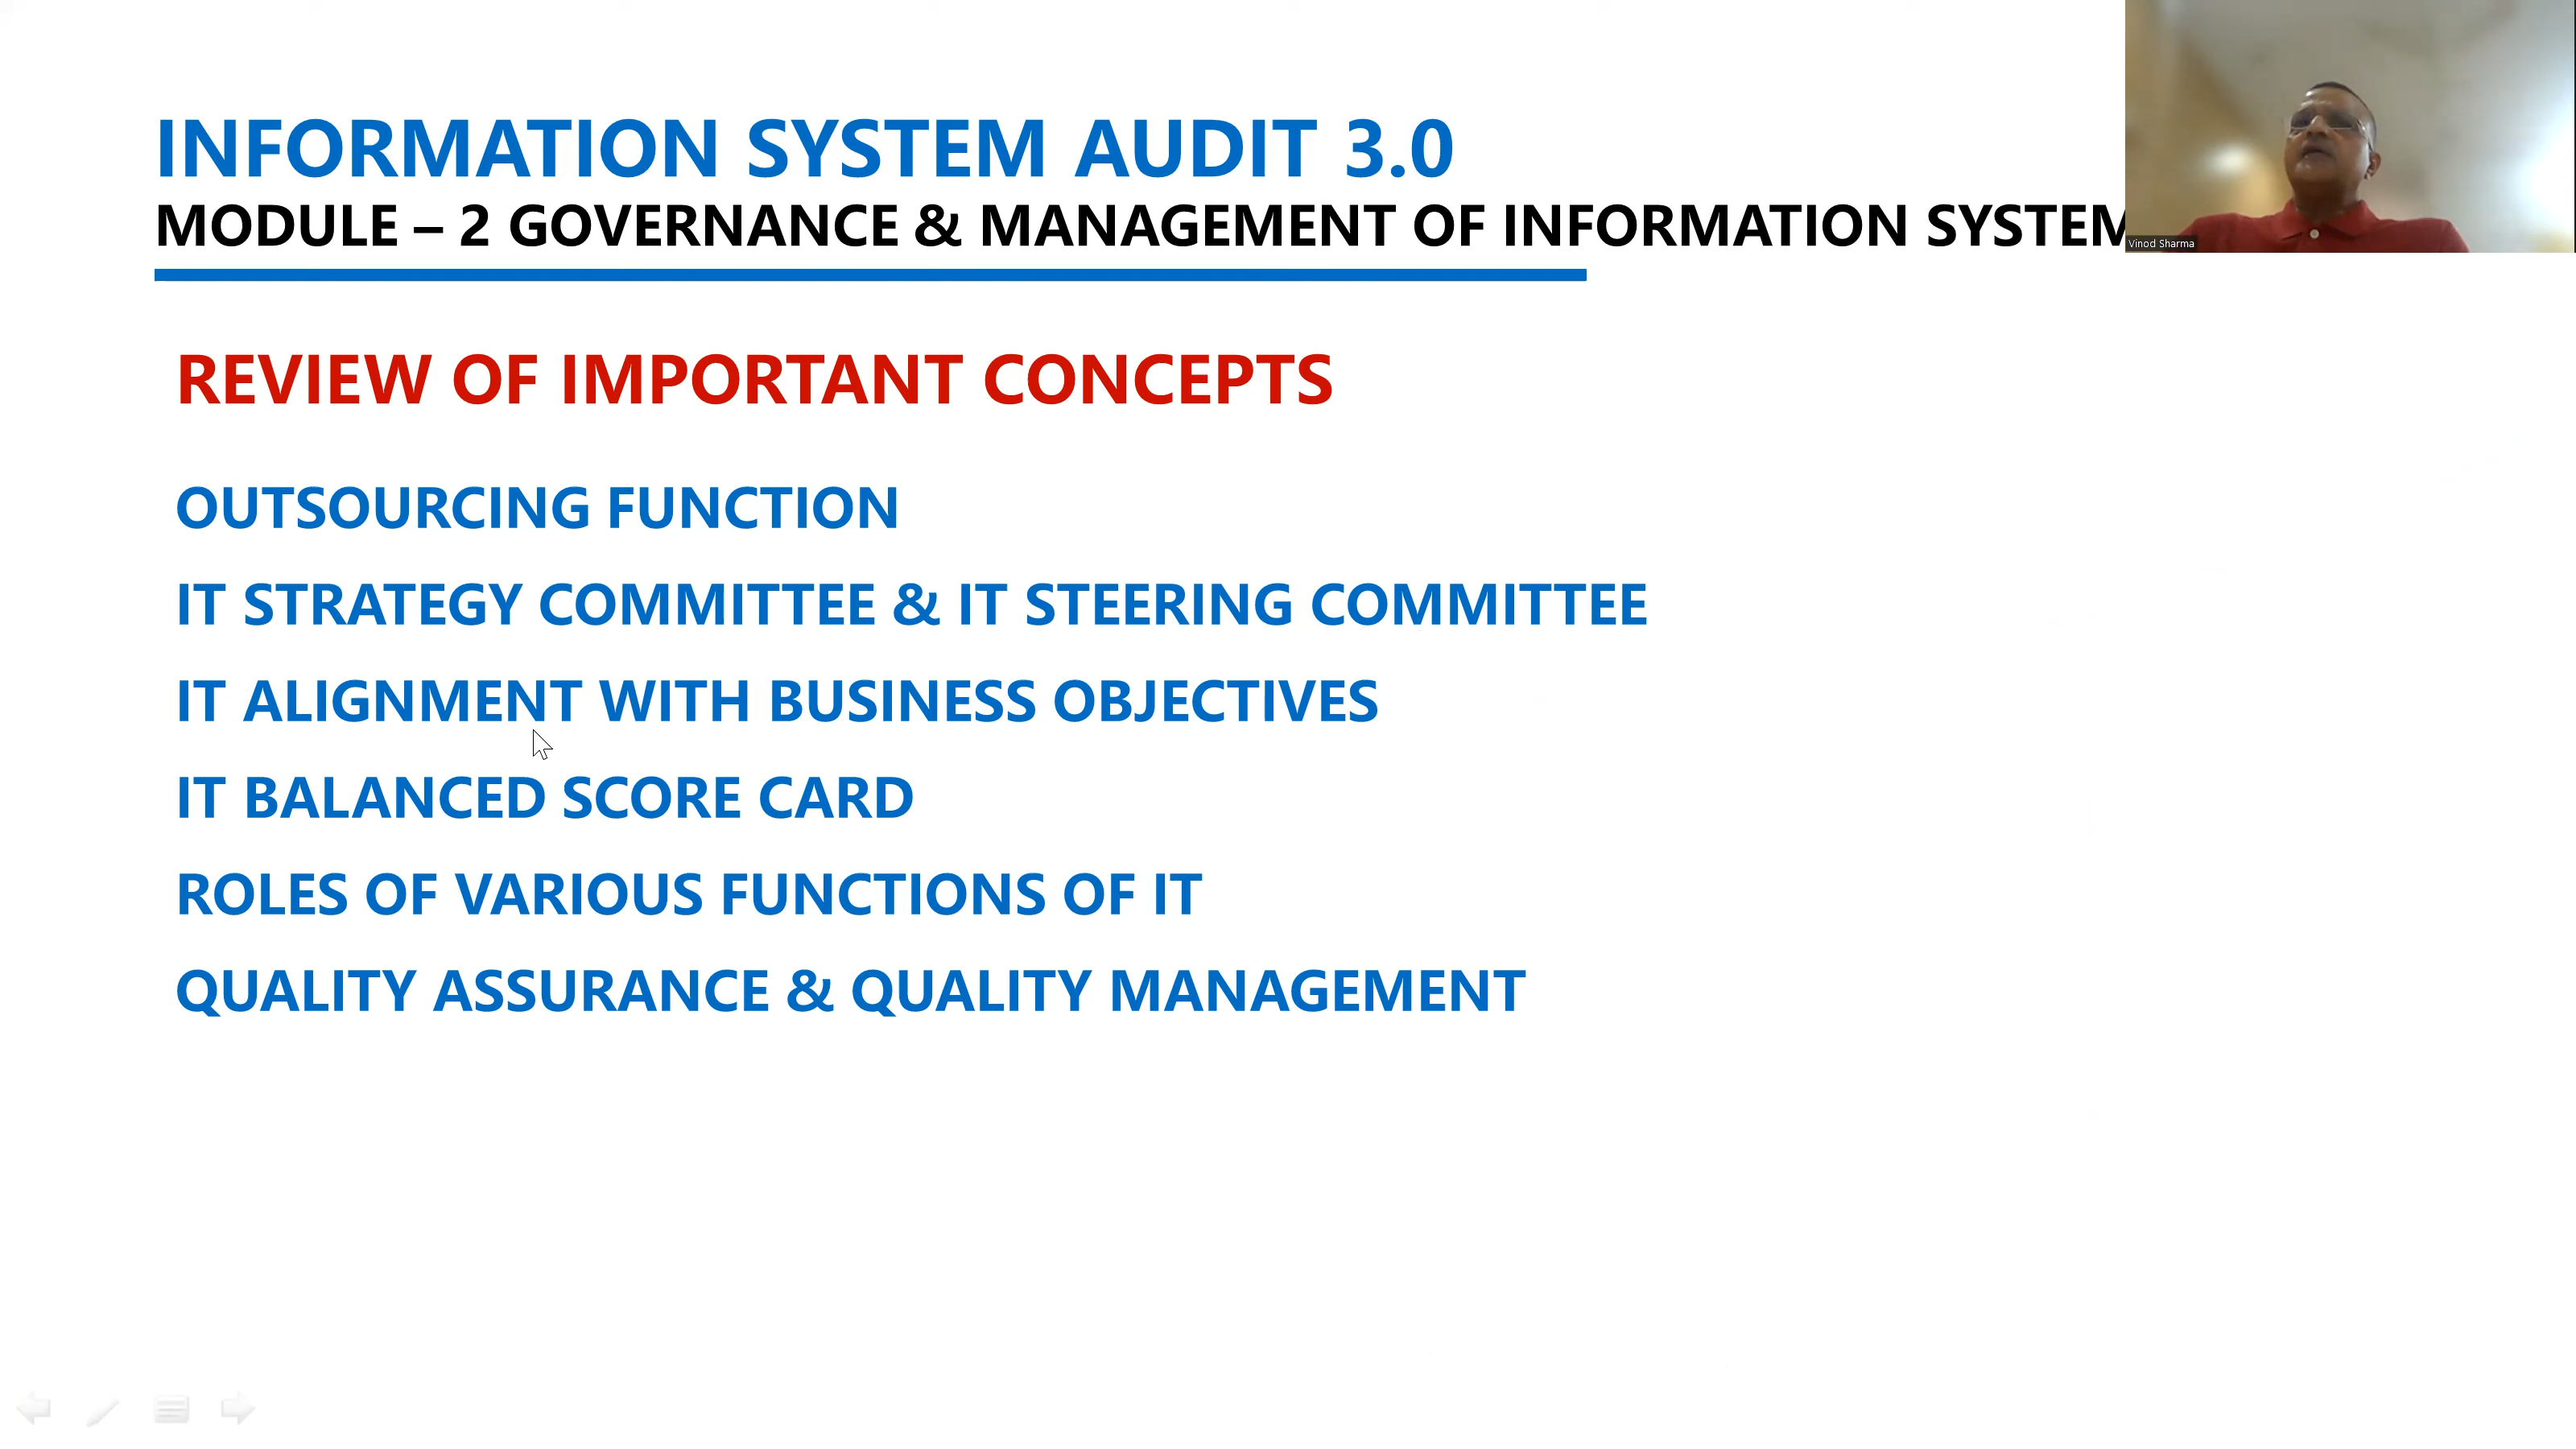 INFORMATION SYSTEM AUDIT 3.0
MODULE – 2 GOVERNANCE & MANAGEMENT OF INFORMATION SYSTEM
Vinod Sharma
REVIEW OF IMPORTANT CONCEPTS
OUTSOURCING FUNCTION
IT STRATEGY COMMITTEE & IT STEERING COMMITTEE
IT ALIGNMENT WITH BUSINESS OBJECTIVES
IT BALANCED SCORE CARD
ROLES OF VARIOUS FUNCTIONS OF IT
QUALITY ASSURANCE & QUALITY MANAGEMENT